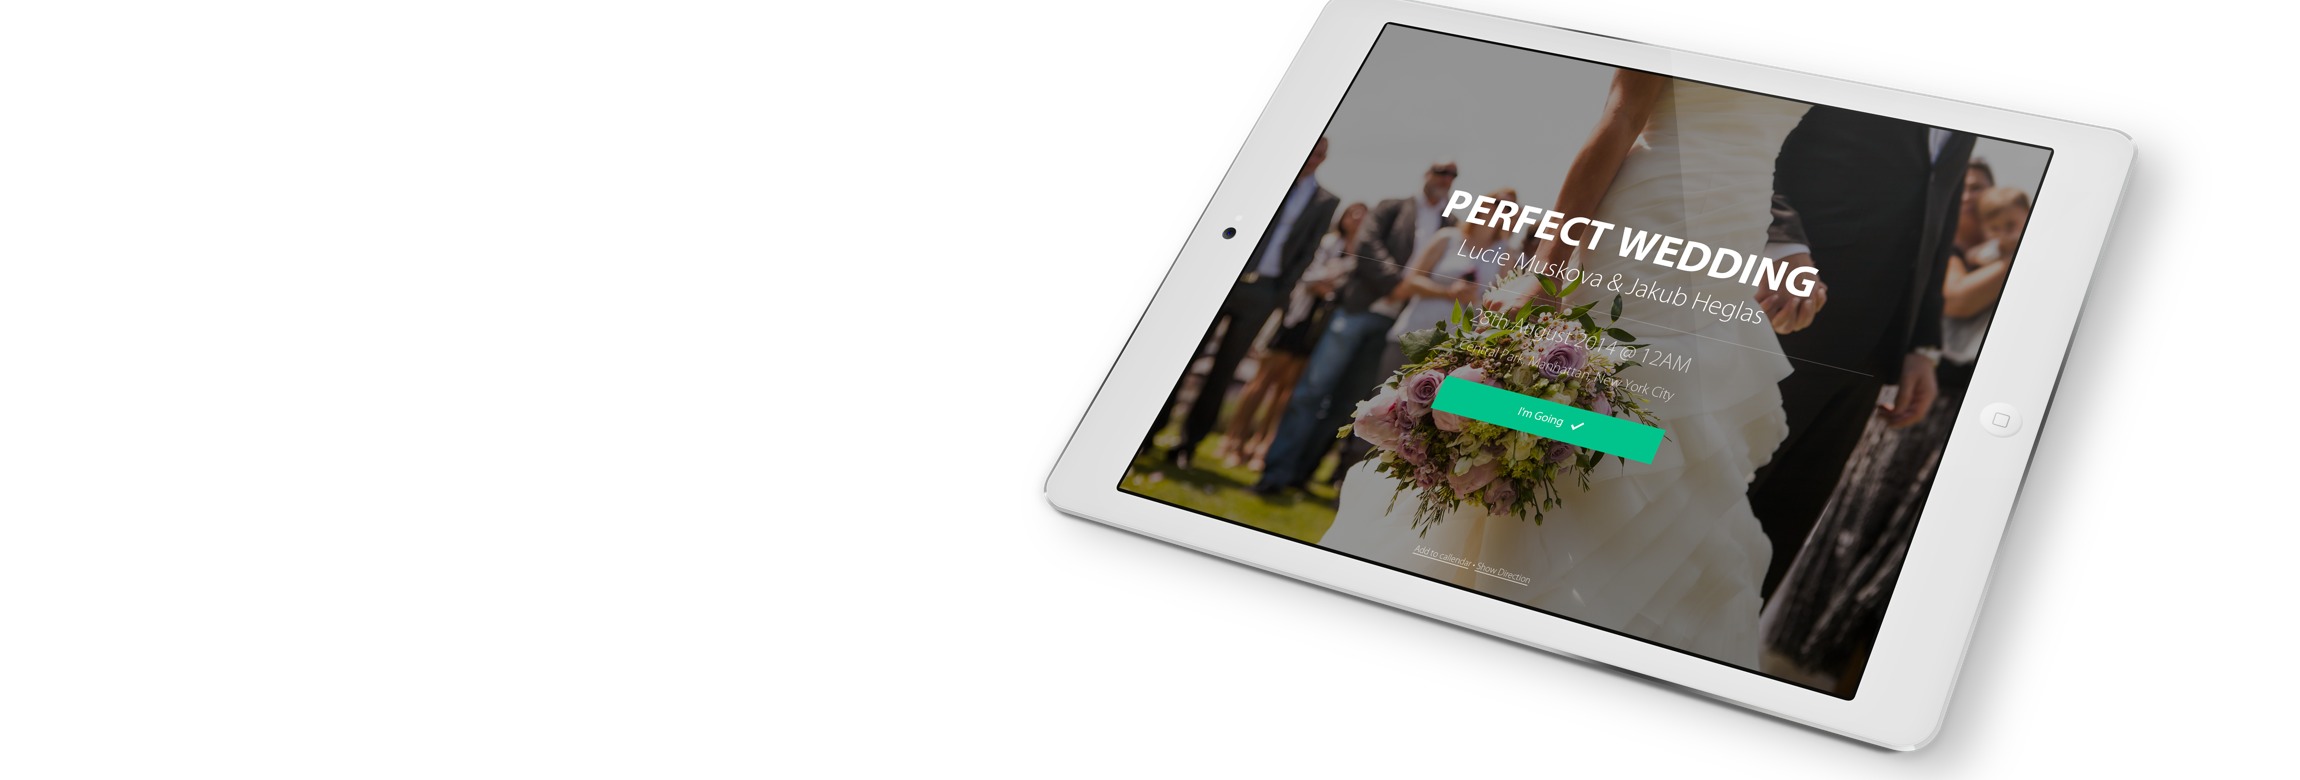 PERFECT WEDDING
Lucie Muskova & Jakub Heglas
28th August 2014 @ 12AM
Central Park, Manhattan, New York City
I'm Going
Add to callendar • Show Direction